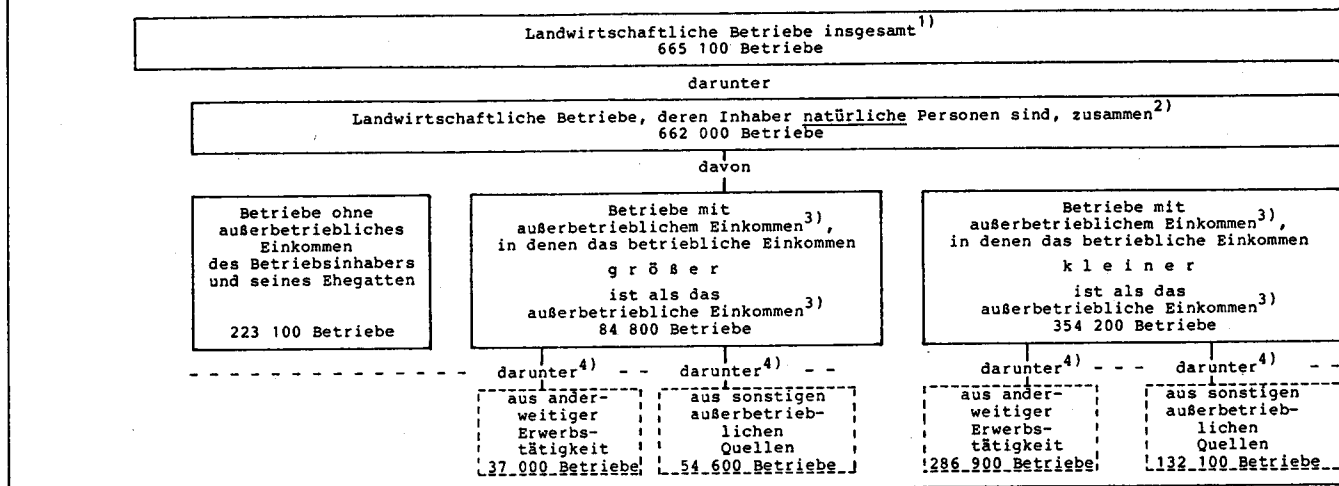 Landwirtschaftliche Betriebe insgesamt1)
665 100 Betriebe
darunter
Landwirtschaftliche Betriebe, deren Inhaber natürliche Personen sind, zusammen2)
662 000 Betriebe
davon
Betriebe ohne
außerbetriebliches
Einkommen
des Betriebsinhabers
und seines Ehegatten
223 100 Betriebe
Betriebe mit
außerbetrieblichem Einkommen3),
in denen das betriebliche Einkommen
g r ö ß e r
ist als das
außerbetriebliche Einkommen3)
84 800 Betriebe
Betriebe mit
außerbetrieblichem Einkommen3),
in denen das betriebliche Einkommen
k l e i n e r
ist als das
außerbetriebliche Einkommen3)
354 200 Betriebe
darunter4)
aus ander-
weitiger
Erwerbs-
tätigkeit
37 000 Betriebe
darunter4)
aus sonstigen
außerbetrieb-
lichen
Quellen
54 600 Betriebe
darunter4)
aus ander-
weitiger
Erwerbs-
tätigkeit
286 900 Betriebe
darunter4)
aus sonstigen
außerbetrieb-
lichen
Quellen
132 100 Betriebe